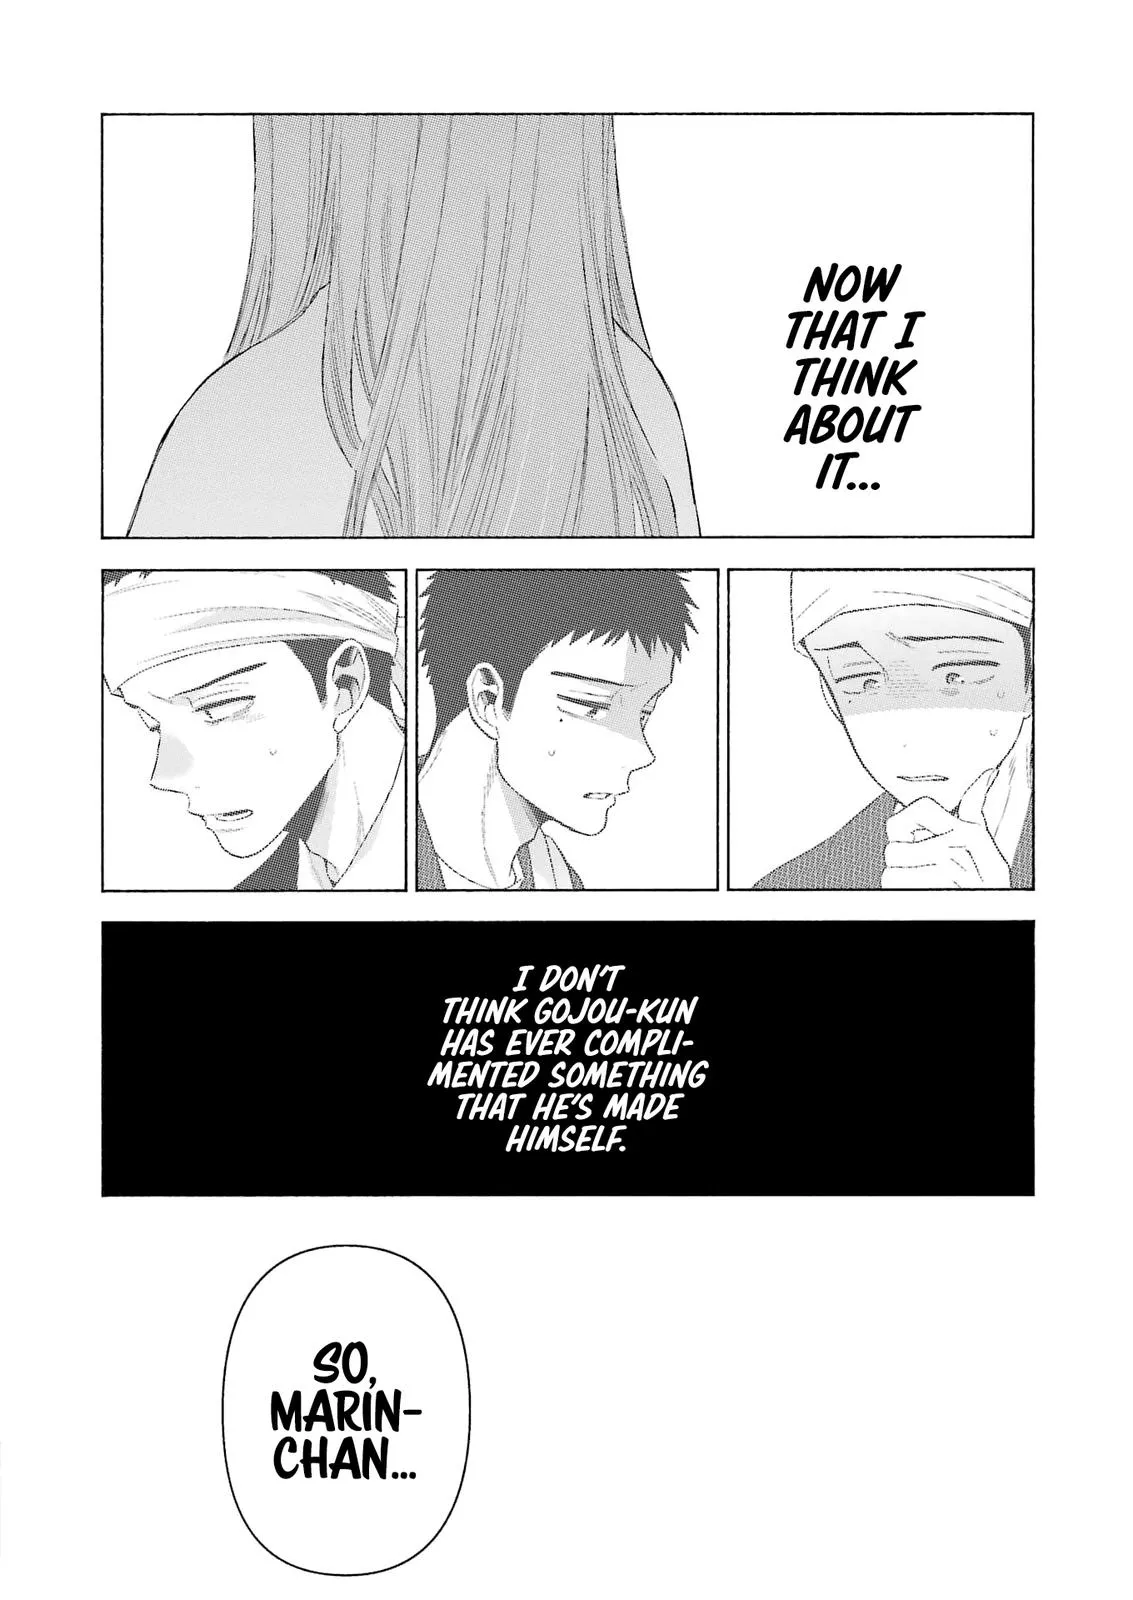 NOW
THAT I
THINK
ABOUT
IT...
I DON'T
THINK GOJOU-KUN
HAS EVER COMPLI-
MENTED SOMETHING
THAT HE'S MADE
HIMSELF.
SO,
MARIN-
CHAN...